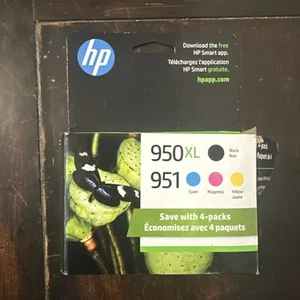 hp
Download the free
HP Smart app.
Téléchargez l'application
HP Smart gratuite.
hpapp.com
950XL
Black
Noir
951
Cyan
Magenta
Yellow
Jaune
Save with 4-packs
Économisez avec 4 paquets